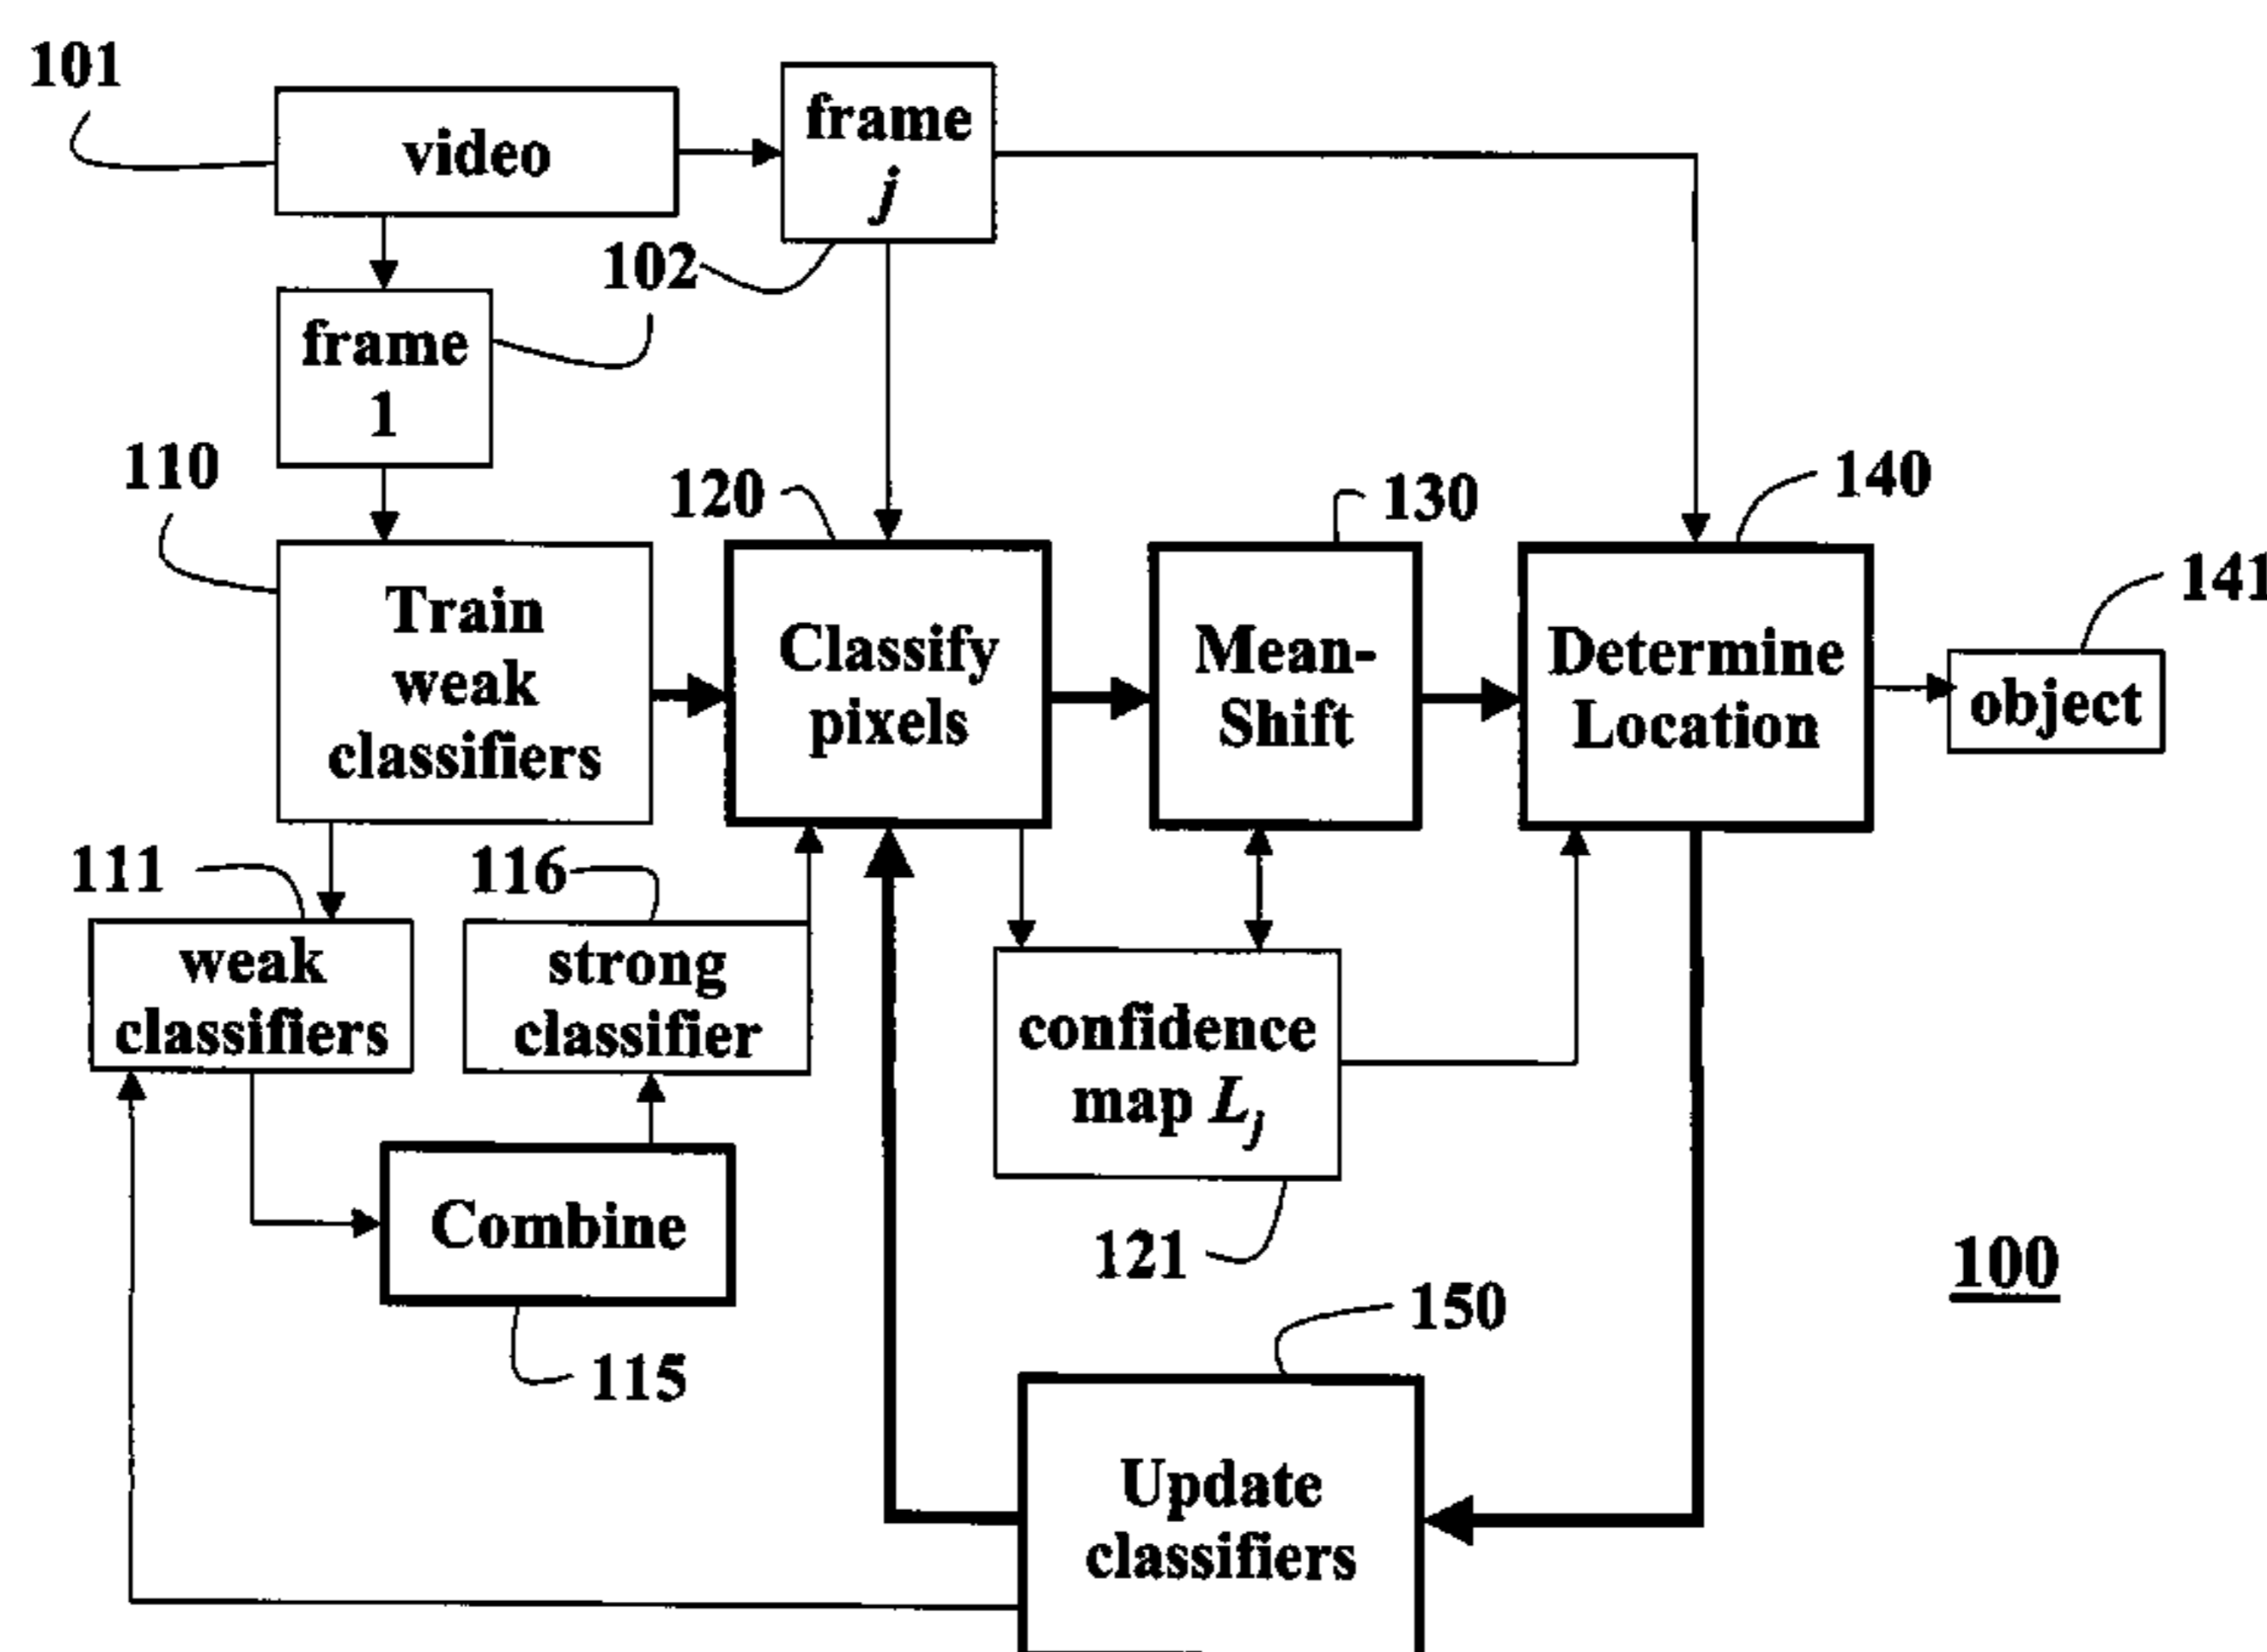 101
video
frame
j
102
frame
1
110
120
130
140
141
Train
weak
classifiers
Classify
pixels
Mean-
Shift
Determine
Location
object
111
116
weak
classifiers
strong
classifier
confidence
map Lj
Combine
121
100
150
115
Update
classifiers